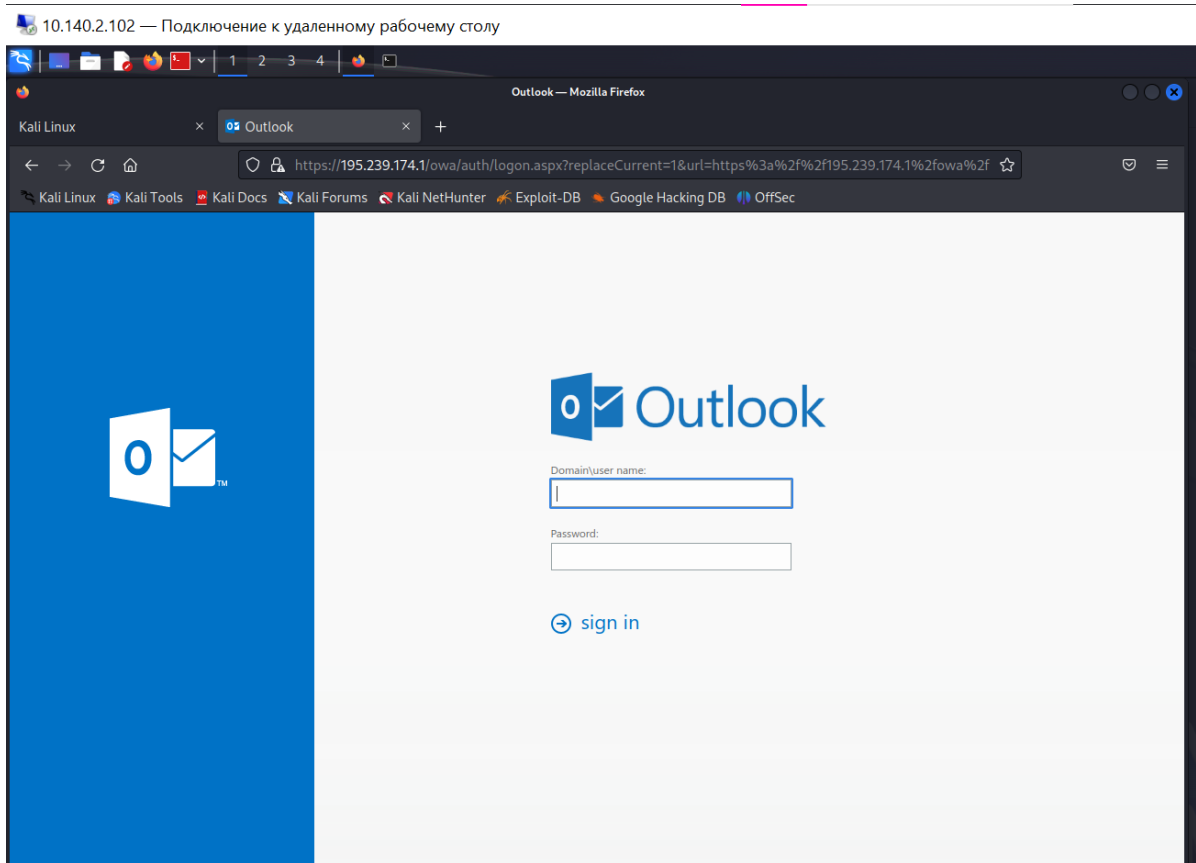 10.140.2.102 — Подключение к удаленному рабочему столу
1 2 3 4
Outlook — Mozilla Firefox
Kali Linux × Outlook × +
https://195.239.174.1/owa/auth/logon.aspx?replaceCurrent=1&url=https%3a%2f%2f195.239.174.1%2fowa%2f
Kali Linux Kali Tools Kali Docs Kali Forums Kali NetHunter Exploit-DB Google Hacking DB OffSec
Outlook
Domain\user name:
O
TM
Password:
sign in